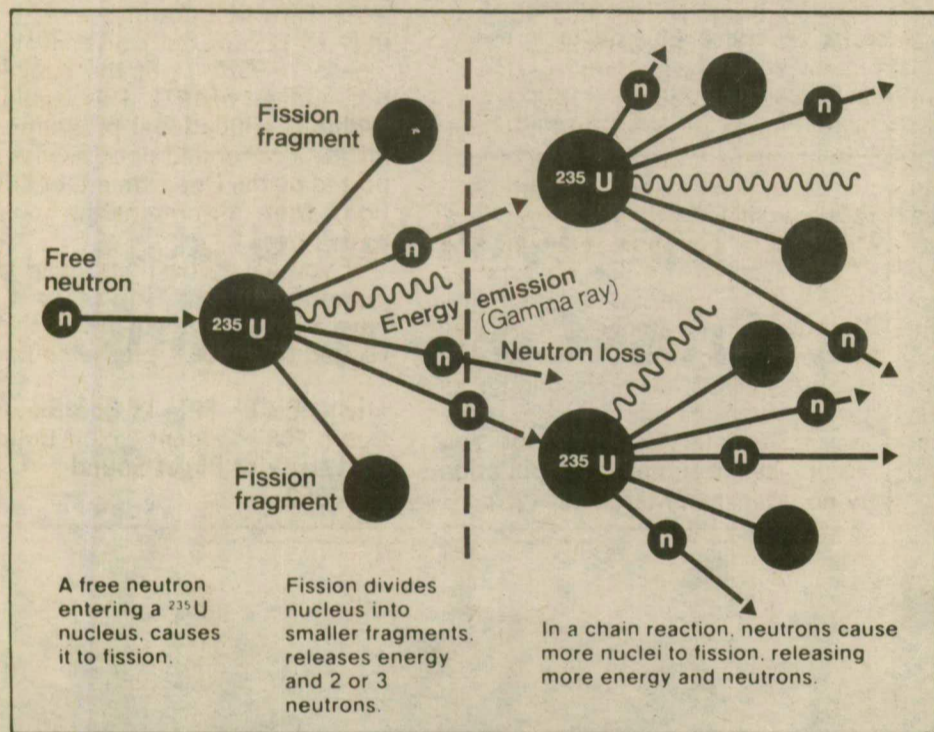 Fission
fragment
Free
neutron
n
n
235 U
Energy emission
(Gamma ray)
n
Neutron loss
n
Fission
fragment
n
n
235 U
n
235 U
n
n
n
A free neutron
entering a 235U
nucleus, causes
it to fission.
Fission divides
nucleus into
smaller fragments,
releases energy
and 2 or 3
neutrons.
In a chain reaction, neutrons cause
more nuclei to fission, releasing
more energy and neutrons.